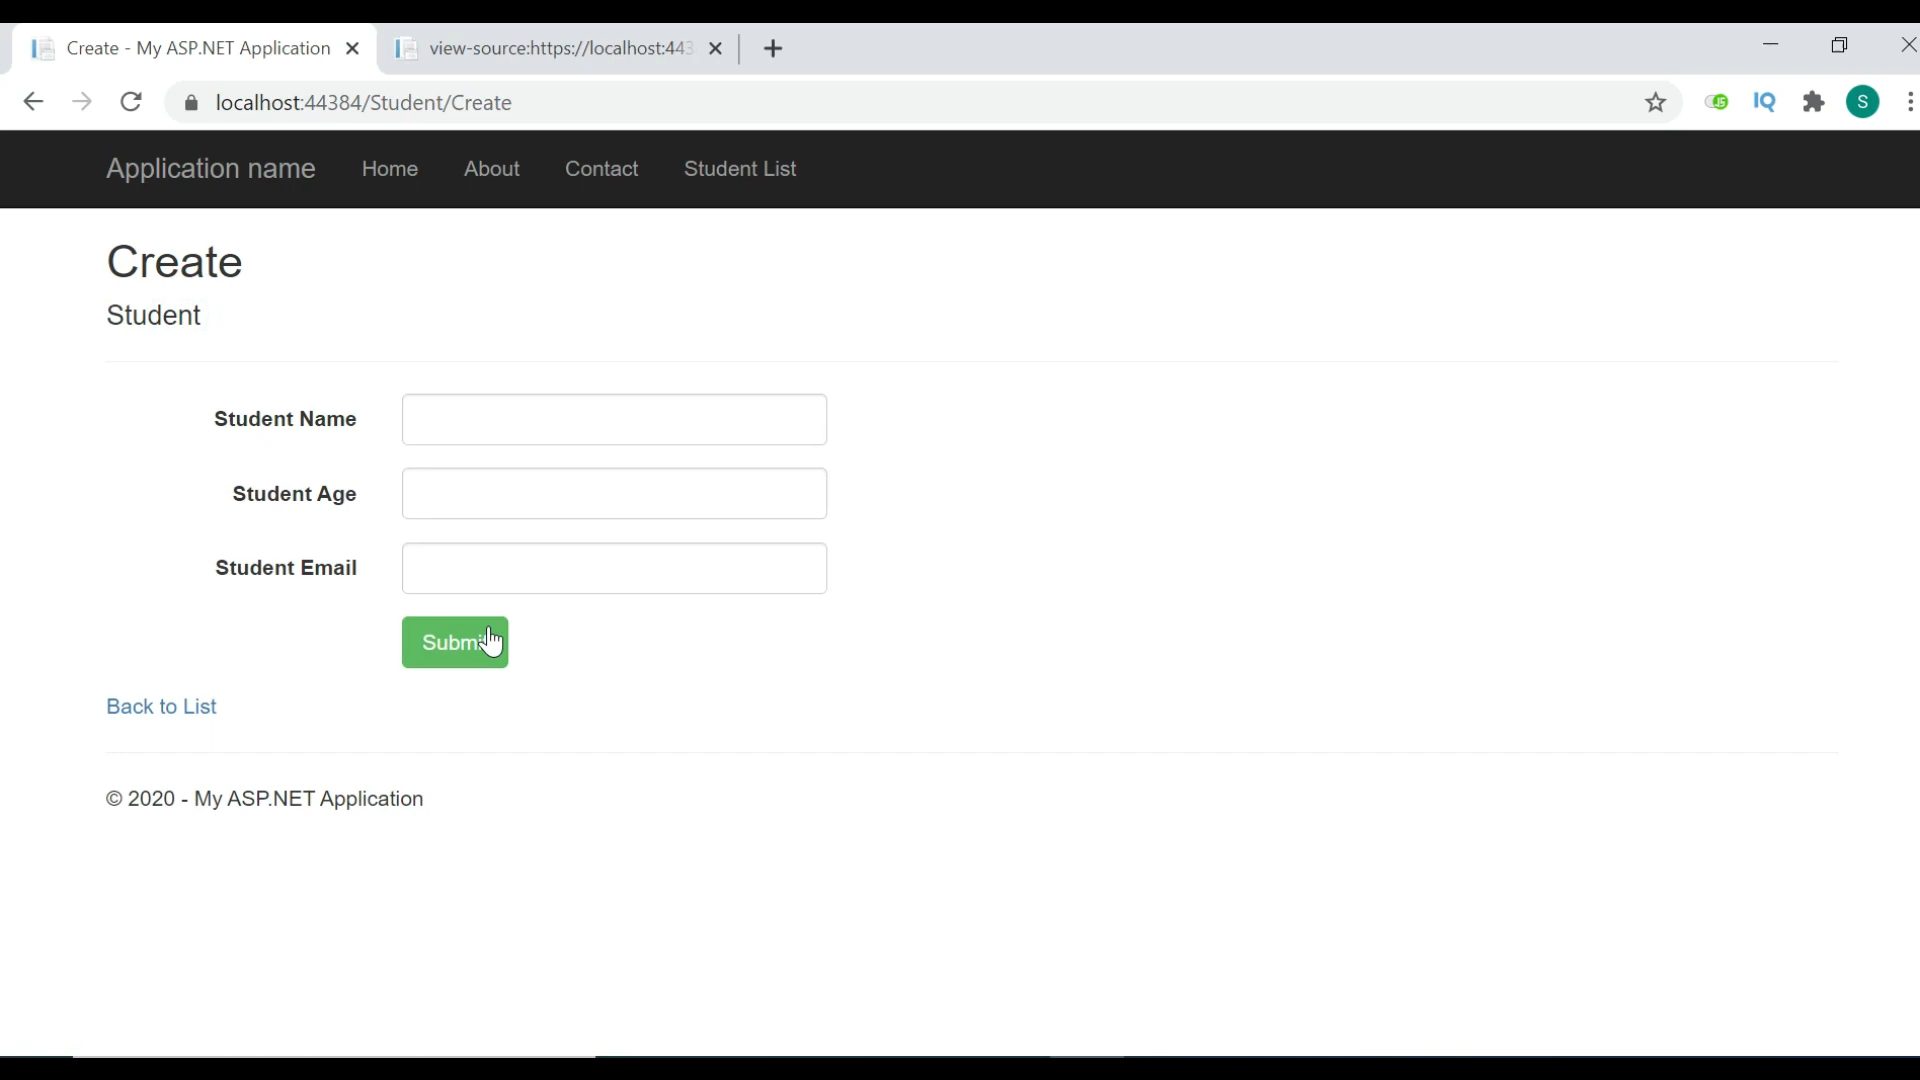 Create - My ASP.NET Application
view-source:https://localhost:443
localhost:44384/Student/Create
JS
IQ
S
Application name Home About Contact Student List
Create
Student
Student Name
Student Age
Student Email
Back to List
© 2020 - My ASP.NET Application